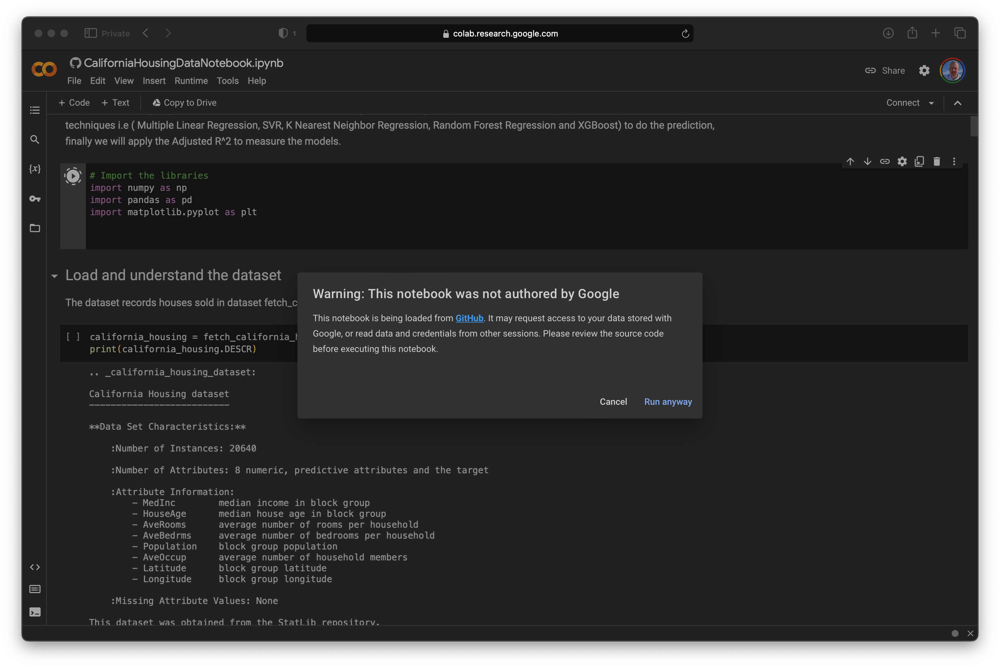 Private
1
colab.research.google.com
CaliforniaHousingDataNotebook.ipynb
File Edit View Insert Runtime Tools Help
Share
+ Code + Text Copy to Drive
Connect
techniques i.e ( Multiple Linear Regression, SVR, K Nearest Neighbor Regression, Random Forest Regression and XGBoost) to do the prediction,
finally we will apply the Adjusted R^2 to measure the models.
{x}
# Import the libraries
import numpy as np
import pandas as pd
import matplotlib.pyplot as plt
Load and understand the dataset
The dataset records houses sold in dataset fetch_c
[ ] california_housing = fetch_california_h
print(california_housing.DESCR)
Warning: This notebook was not authored by Google
This notebook is being loaded from GitHub. It may request access to your data stored with
Google, or read data and credentials from other sessions. Please review the source code
before executing this notebook.
Cancel Run anyway
.. _california_housing_dataset:
California Housing dataset
--------------------------
**Data Set Characteristics:**
:Number of Instances: 20640
:Number of Attributes: 8 numeric, predictive attributes and the target
:Attribute Information:
- MedInc median income in block group
- HouseAge median house age in block group
- AveRooms average number of rooms per household
- AveBedrms average number of bedrooms per household
- Population block group population
- AveOccup average number of household members
- Latitude block group latitude
- Longitude block group longitude
:Missing Attribute Values: None
This dataset was obtained from the StatLib repository.